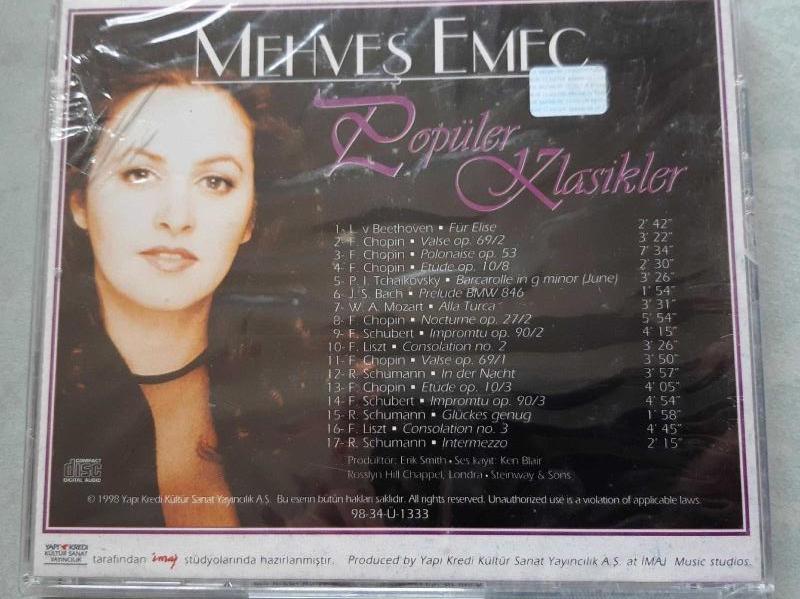 MEHVEŞ EMEÇ
Popüler
Klasikler
1- L. v Beethoven ▪ Für Elise 2' 42"
2- F. Chopin ▪ Valse op. 69/2 3' 22"
3- F. Chopin ▪ Polonaise op. 53 7' 34"
4- F. Chopin ▪ Etude op. 10/8 2' 30"
5- P. I. Tchaikovsky ▪ Barcarolle in g minor (June) 3' 26"
6- J. S. Bach ▪ Prelude BMW 846 1' 54"
7- W. A. Mozart ▪ Alla Turca 3' 31"
8- F. Chopin ▪ Nocturne op. 27/2 5' 54"
9- F. Schubert ▪ Impromtu op. 90/2 4' 15"
10- F. Liszt ▪ Consolation no. 2 3' 26"
11- F. Chopin ▪ Valse op. 69/1 3' 50"
12- R. Schumann ▪ In der Nacht 3' 57"
13- F. Chopin ▪ Etude op. 10/3 4' 05"
14- F. Schubert ▪ Impromtu op. 90/3 4' 54"
15- R. Schumann ▪ Glückes genug 1' 58"
16- F. Liszt ▪ Consolation no. 3 4' 45"
17- R. Schumann ▪ Intermezzo 2' 15"
Prodüktör: Erik Smith • Ses kayıt: Ken Blair
Rosslyn Hill Chappel, Londra • Steinway & Sons
COMPACT
disc
DIGITAL AUDIO
© 1998 Yapı Kredi Kültür Sanat Yayıncılık A.Ş. Bu eserin bütün hakları saklıdır. All rights reserved. Unauthorized use is a violation of applicable laws.
98-34-Ü-1333
YAPI KREDİ
KÜLTÜR SANAT
YAYINCILIK
tarafından imaj stüdyolarında hazırlanmıştır. Produced by Yapı Kredi Kültür Sanat Yayıncılık A.Ş. at İMAJ Music studios.